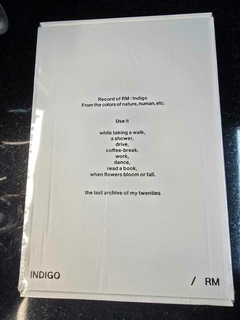 Record of RM · Indigo
From the colors of nature, human, etc.
Use it
while taking a walk,
a shower,
drive,
coffee-break,
work,
dance,
read a book,
when flowers bloom or fall.
the last archive of my twenties
INDIGO / RM